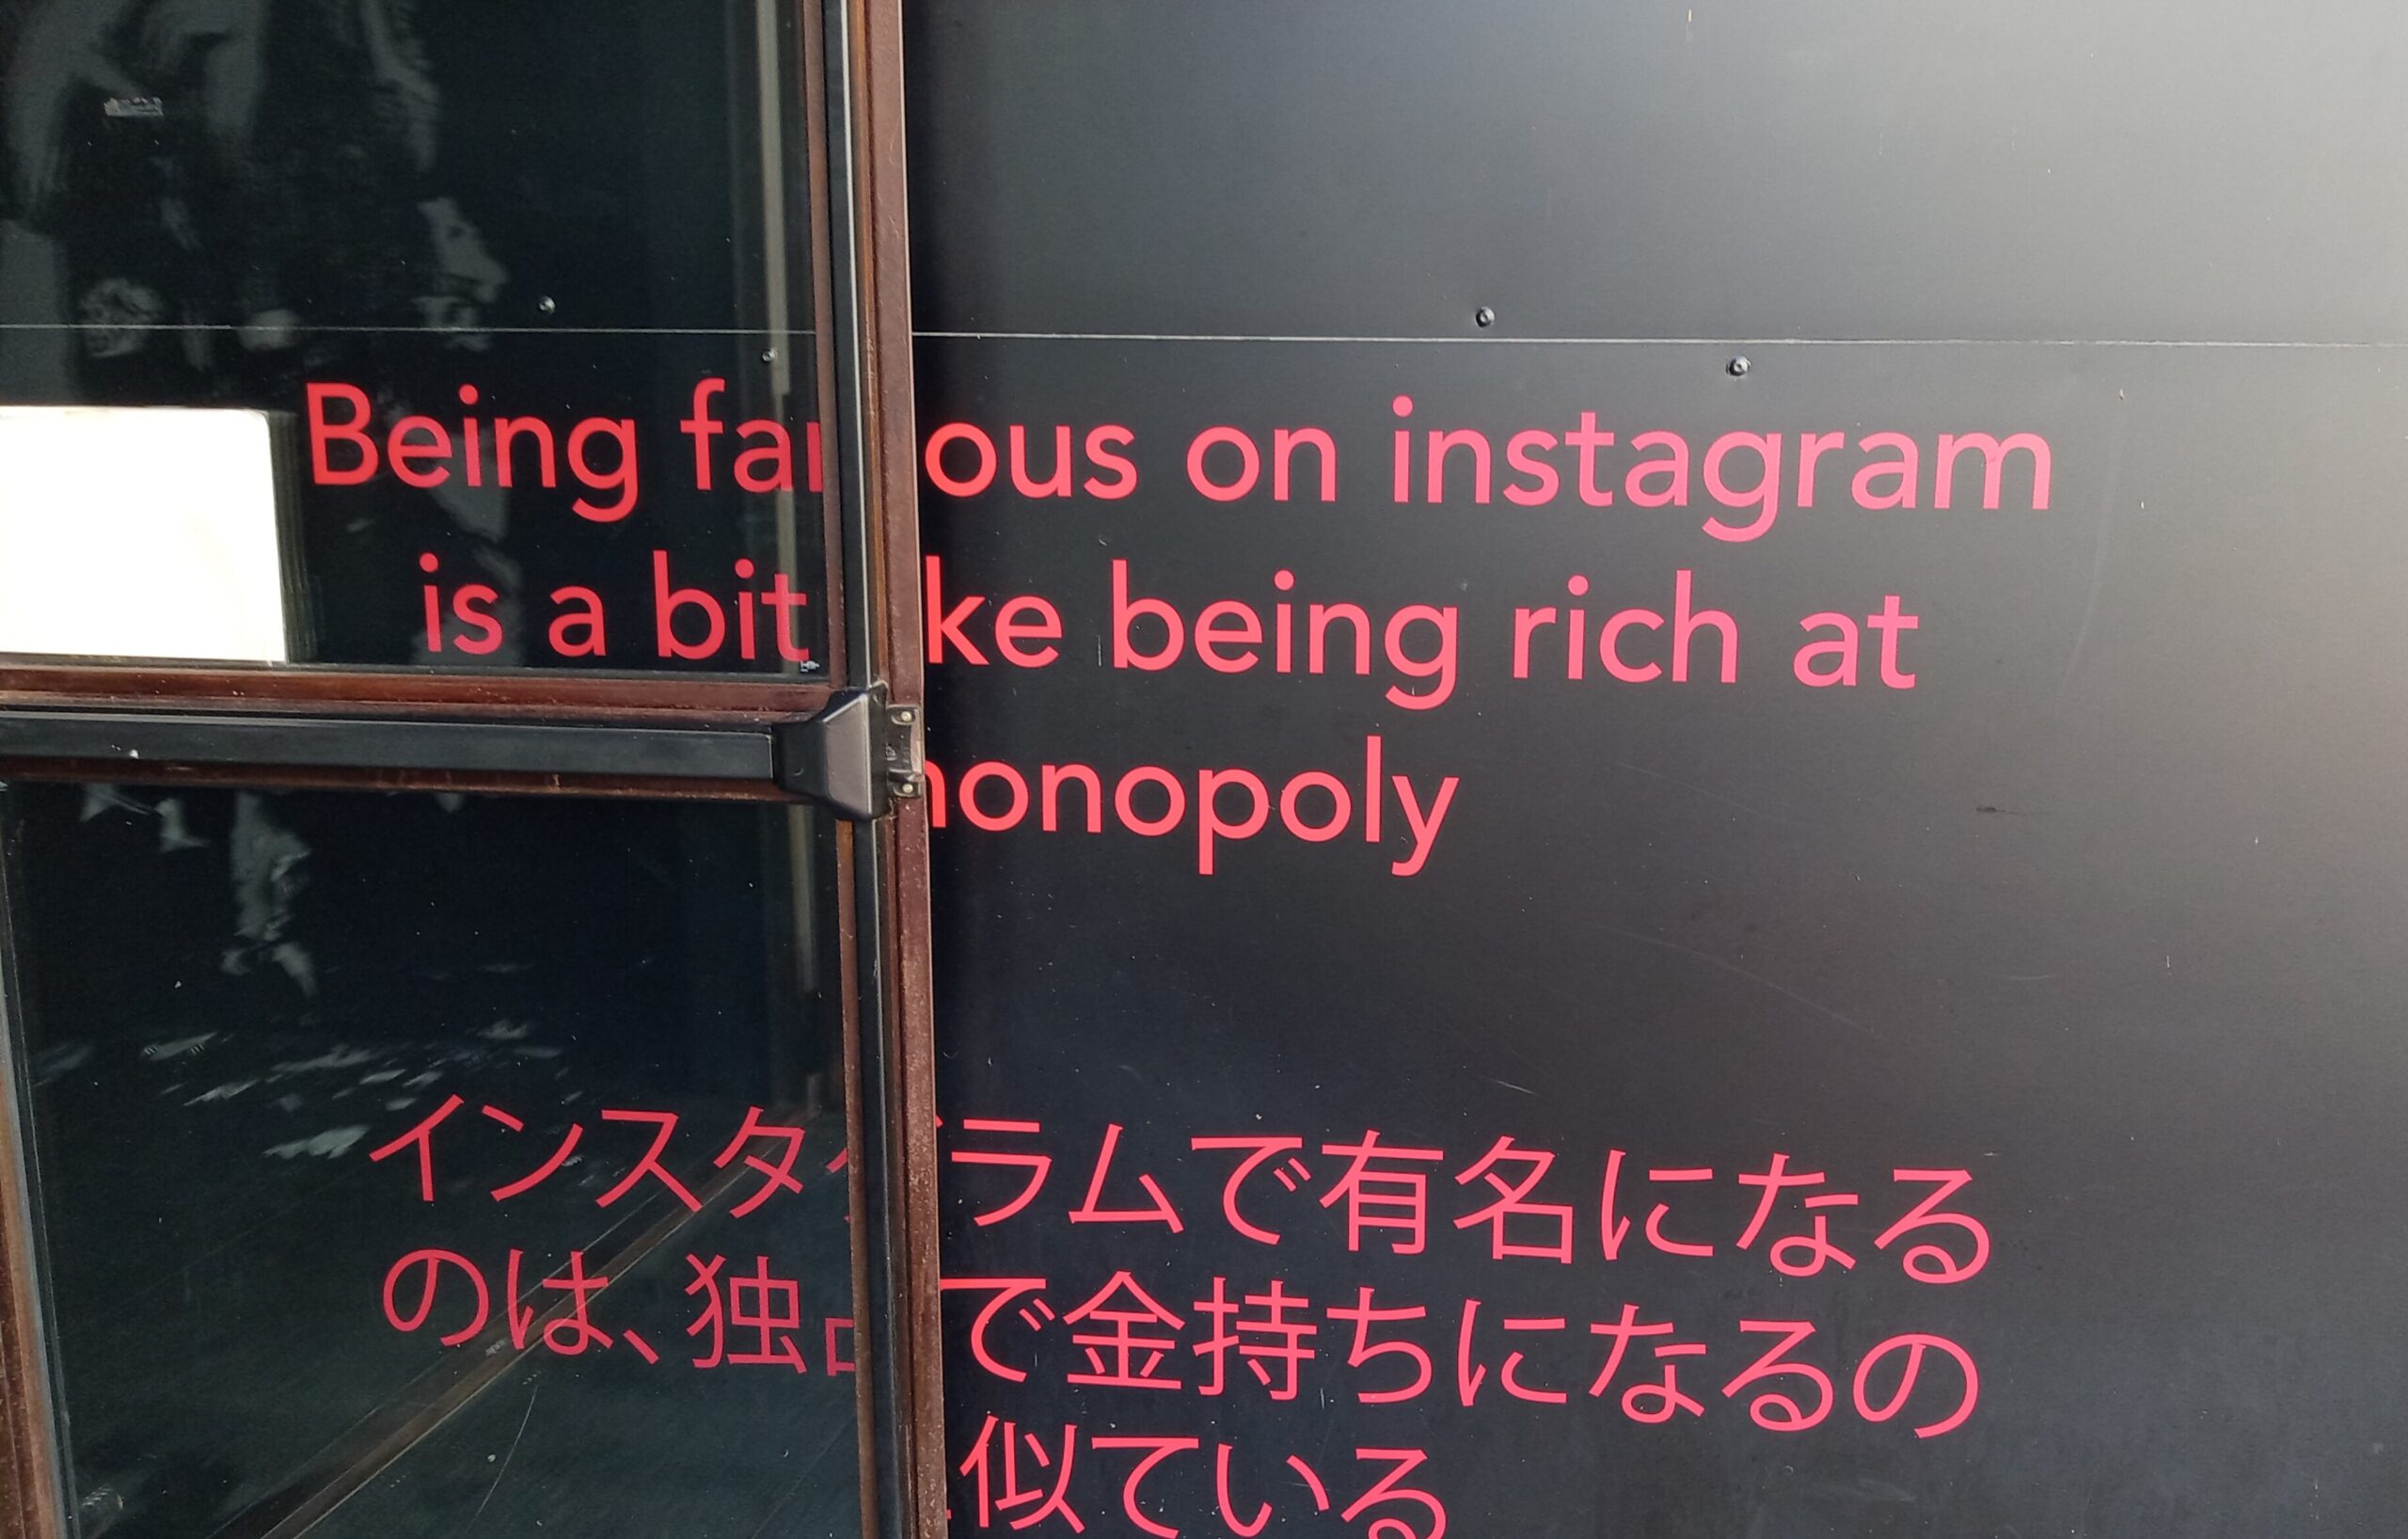 Being famous on instagram
is a bit like being rich at
monopoly
インスタグラムで有名になる
のは、独占で金持ちになるの
に似ている